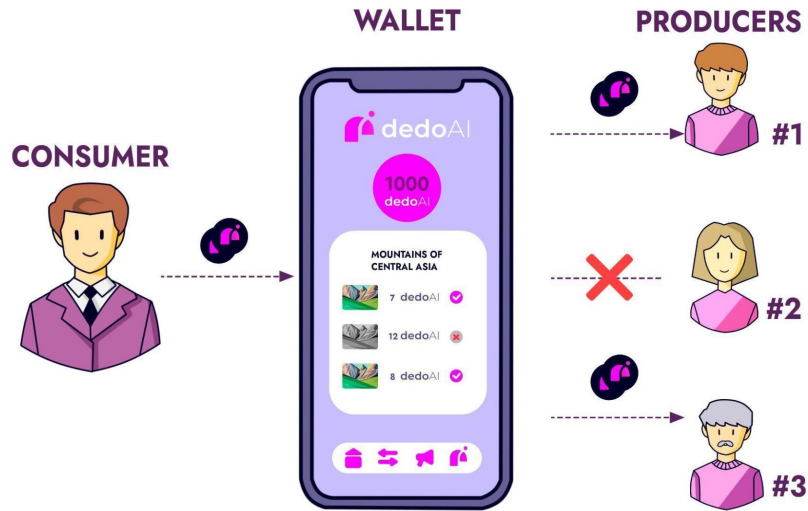 WALLET
PRODUCERS
CONSUMER
dedoAI
1000
dedoAI
MOUNTAINS OF
CENTRAL ASIA
7 dedoAI
12 dedoAI
8 dedoAI
#1
#2
#3